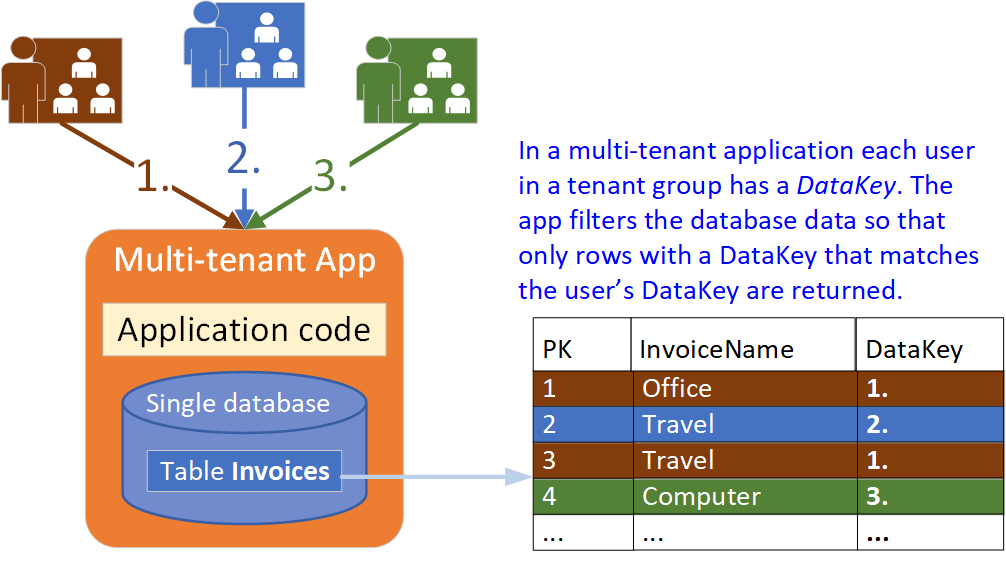 1.
2.
3.
In a multi-tenant application each user
in a tenant group has a DataKey. The
app filters the database data so that
only rows with a DataKey that matches
the user’s DataKey are returned.
Multi-tenant App
Application code
Single database
Table Invoices
PK InvoiceName DataKey
1 Office 1.
2 Travel 2.
3 Travel 1.
4 Computer 3.
... ... ...